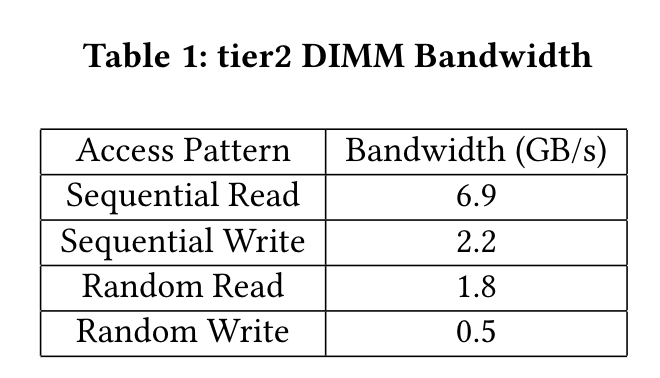 Table 1: tier2 DIMM Bandwidth
Access Pattern Bandwidth (GB/s)
Sequential Read 6.9
Sequential Write 2.2
Random Read 1.8
Random Write 0.5